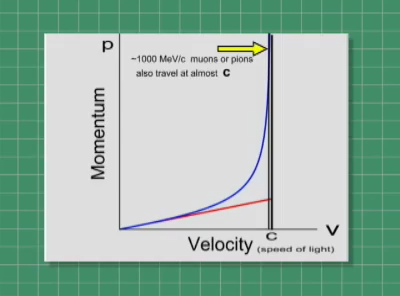 p
~1000 MeV/c muons or pions
also travel at almost C
Momentum
C
V
Velocity (speed of light)